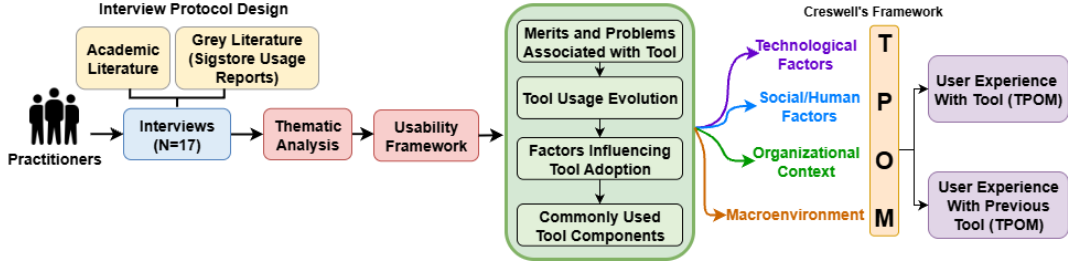 Interview Protocol Design
Academic
Literature
Grey Literature
(Sigstore Usage
Reports)
Practitioners
Interviews
(N=17)
Thematic
Analysis
Usability
Framework
Merits and Problems
Associated with Tool
Tool Usage Evolution
Factors Influencing
Tool Adoption
Commonly Used
Tool Components
Technological
Factors
Social/Human
Factors
Organizational
Context
Macroenvironment
Creswell's Framework
T
P
O
M
User Experience
With Tool (TPOM)
User Experience
With Previous
Tool (TPOM)